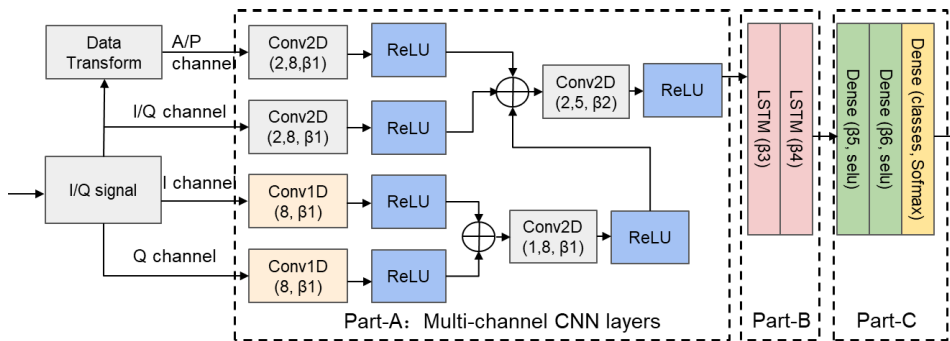 Data
Transform
A/P
channel
Conv2D
(2,8,β1)
ReLU
I/Q channel
Conv2D
(2,8, β1)
ReLU
Conv2D
(2,5, β2)
ReLU
I/Q signal
I channel
Conv1D
(8, β1)
ReLU
Q channel
Conv1D
(8, β1)
ReLU
Conv2D
(1,8, β1)
ReLU
Part-A：Multi-channel CNN layers
LSTM (β3)
LSTM (β4)
Part-B
Dense (β5, selu)
Dense (β6, selu)
Dense (classes, Sofmax)
Part-C